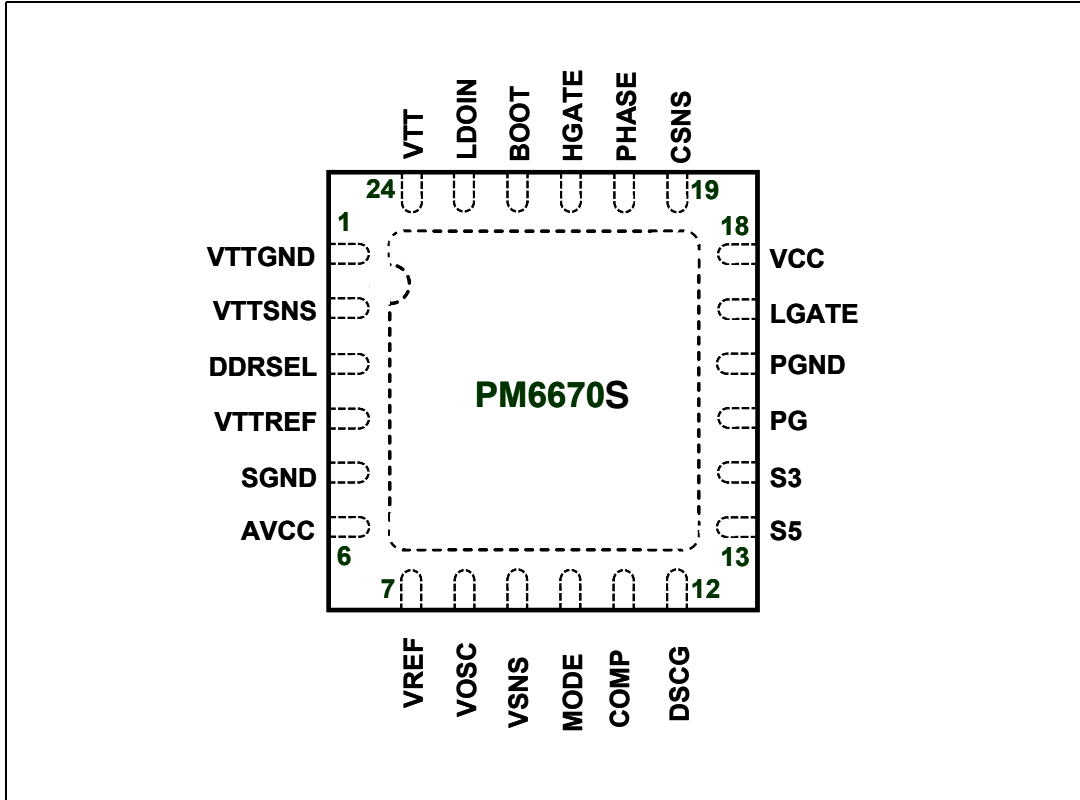 VTT
LDOIN
BOOT
HGATE
PHASE
CSNS
24
19
1
18
VTTGND
VCC
VTTSNS
LGATE
DDRSEL
PGND
PM6670S
VTTREF
PG
SGND
S3
AVCC
S5
6
13
7
12
VREF
VOSC
VSNS
MODE
COMP
DSCG